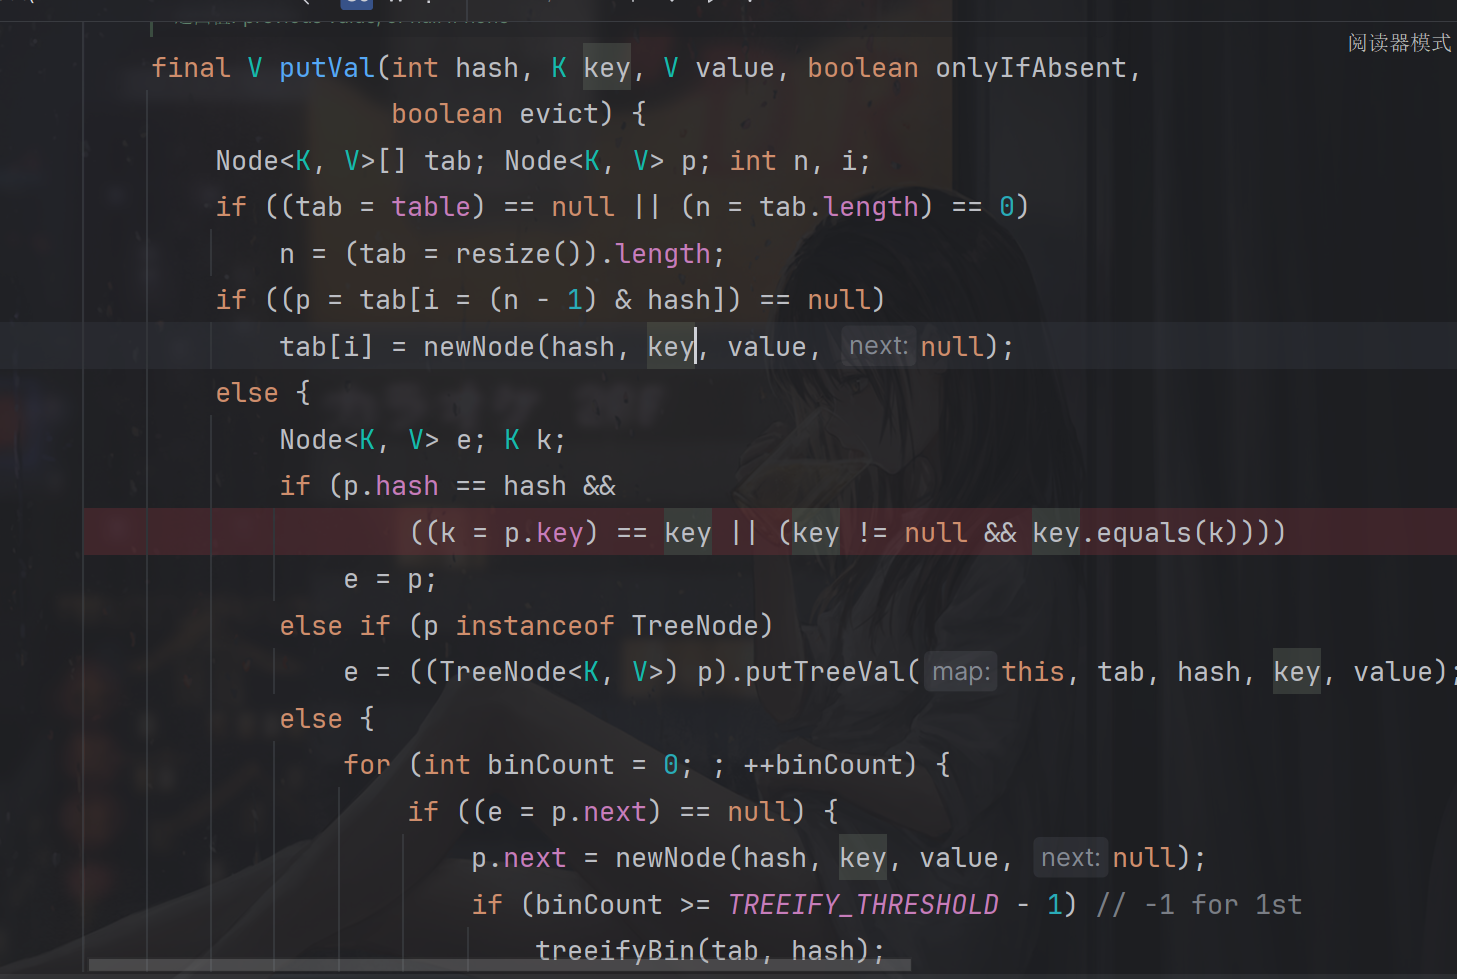 阅读器模式
final V putVal(int hash, K key, V value, boolean onlyIfAbsent,
boolean evict) {
Node<K, V>[] tab; Node<K, V> p; int n, i;
if ((tab = table) == null || (n = tab.length) == 0)
n = (tab = resize()).length;
if ((p = tab[i = (n - 1) & hash]) == null)
tab[i] = newNode(hash, key, value, next: null);
else {
Node<K, V> e; K k;
if (p.hash == hash &&
((k = p.key) == key || (key != null && key.equals(k))))
e = p;
else if (p instanceof TreeNode)
e = ((TreeNode<K, V>) p).putTreeVal( map: this, tab, hash, key, value);
else {
for (int binCount = 0; ; ++binCount) {
if ((e = p.next) == null) {
p.next = newNode(hash, key, value, next: null);
if (binCount >= TREEIFY_THRESHOLD - 1) // -1 for 1st
treeifyBin(tab, hash);